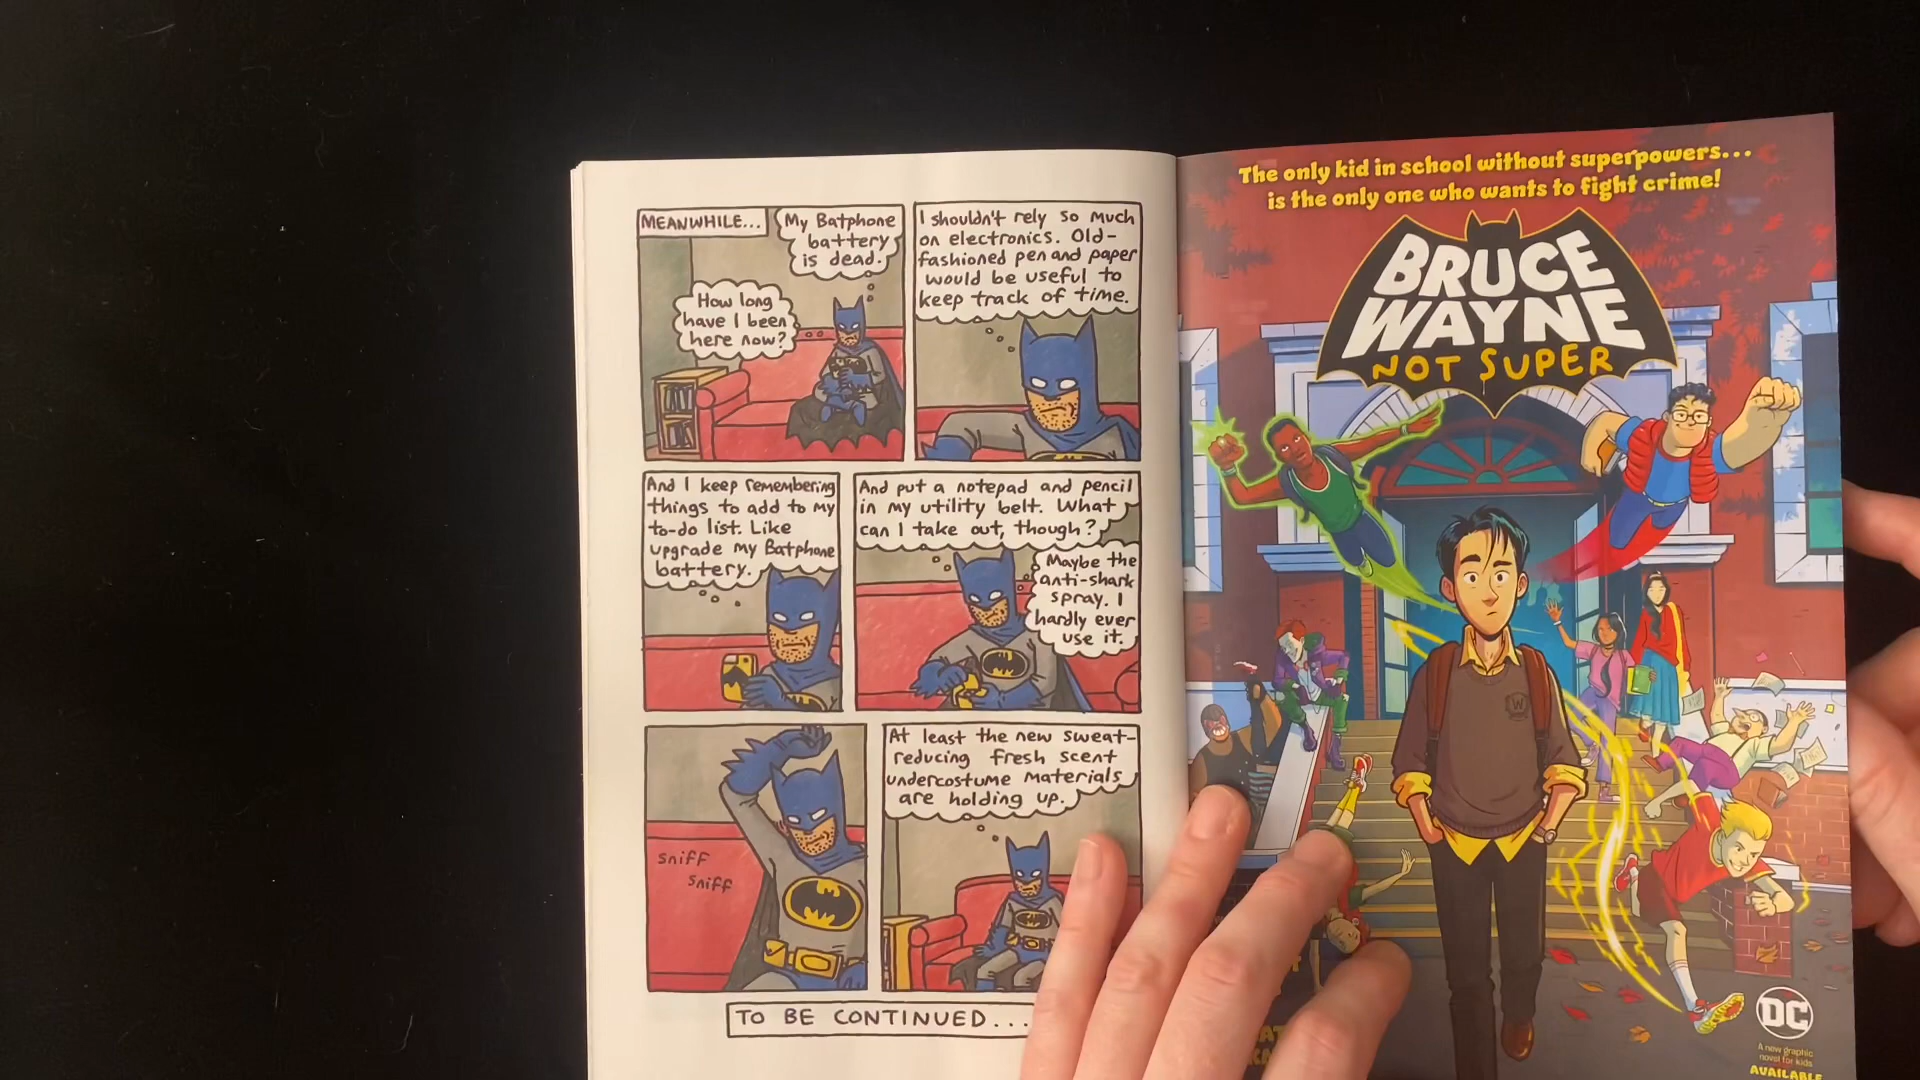 MEANWHILE...
My Batphone
battery
is dead.
How long
have I been
here now?
I shouldn't rely so much
on electronics. Old-
fashioned pen and paper
would be useful to
keep track of time.
And I keep remembering
things to add to my
to-do list. Like
upgrade my Batphone
battery.
And put a notepad and pencil
in my utility belt. What
can I take out, though?
Maybe the
anti-shark
spray. I
hardly ever
use it.
sniff
sniff
At least the new sweat-
reducing fresh scent
undercostume materials
are holding up.
TO BE CONTINUED...
The only kid in school without superpowers...
is the only one who wants to fight crime!
BRUCE
WAYNE
NOT SUPER
W
DC
A new graphic
novel for kids
AVAILABLE